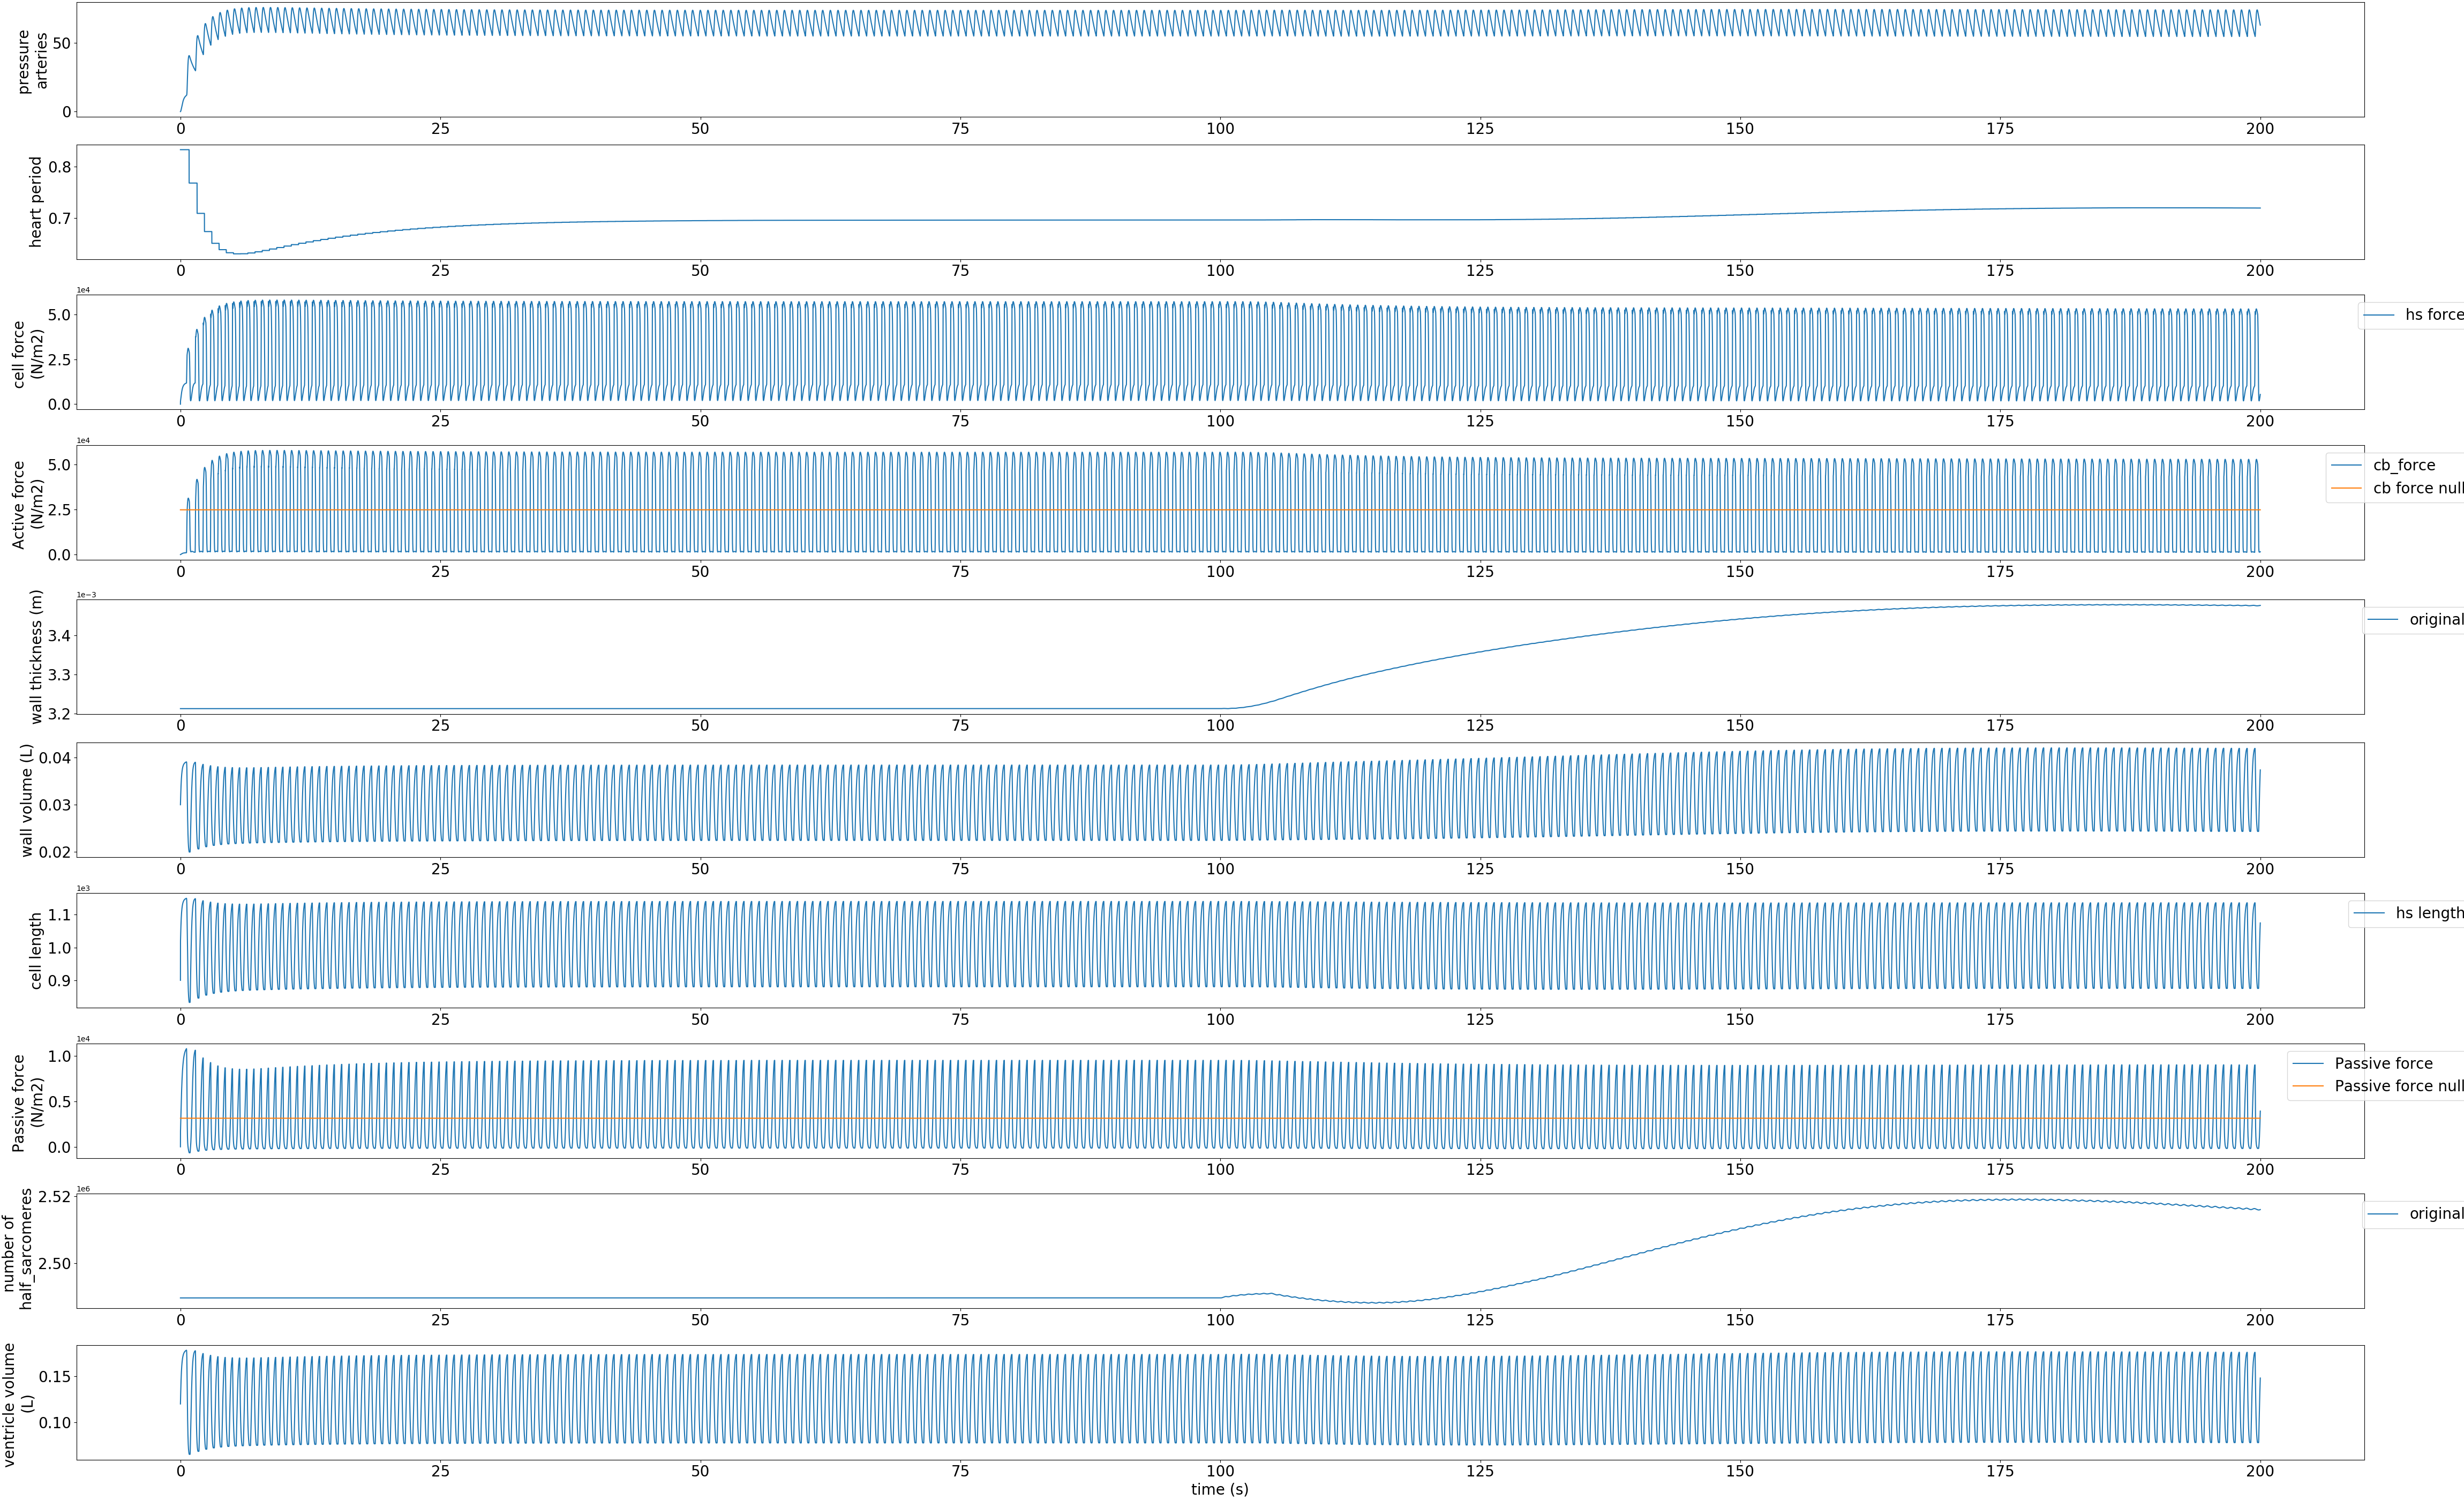 pressure
arteries
50
0
0 25 50 75 100 125 150 175 200
heart period
0.8
0.7
0 25 50 75 100 125 150 175 200
1e4
cell force
(N/m2)
5.0
2.5
0.0
hs force
0 25 50 75 100 125 150 175 200
1e4
Active force
(N/m2)
5.0
2.5
0.0
cb_force
cb force null
0 25 50 75 100 125 150 175 200
1e−3
wall thickness (m)
3.4
3.3
3.2
original
0 25 50 75 100 125 150 175 200
wall volume (L)
0.04
0.03
0.02
0 25 50 75 100 125 150 175 200
1e3
cell length
1.1
1.0
0.9
hs length
0 25 50 75 100 125 150 175 200
1e4
Passive force
(N/m2)
1.0
0.5
0.0
Passive force
Passive force null
0 25 50 75 100 125 150 175 200
1e6
number of
half_sarcomeres
2.52
2.50
original
0 25 50 75 100 125 150 175 200
ventricle volume
(L)
0.15
0.10
0 25 50 75 100 125 150 175 200
time (s)